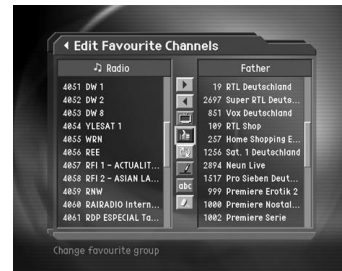 Edit Favourite Channels
Radio
4051 DW 1
4052 DW 2
4053 DW 8
4054 YLESAT 1
4055 WRN
4056 REE
4057 RFI 1 - ACTUALIT...
4058 RFI 2 - ASIAN LA...
4059 RNW
4060 RAIRADIO Intern...
4061 RDP ESPECIAL Ta...
abc
Father
19 RTL Deutschland
2697 Super RTL Deuts...
851 Vox Deutschland
109 RTL Shop
257 Home Shopping E...
1256 Sat. 1 Deutschland
2894 Neun Live
1517 Pro Sieben Deut...
999 Premiere Erotik 2
1000 Premiere Nostal...
1002 Premiere Serie
Change favourite group